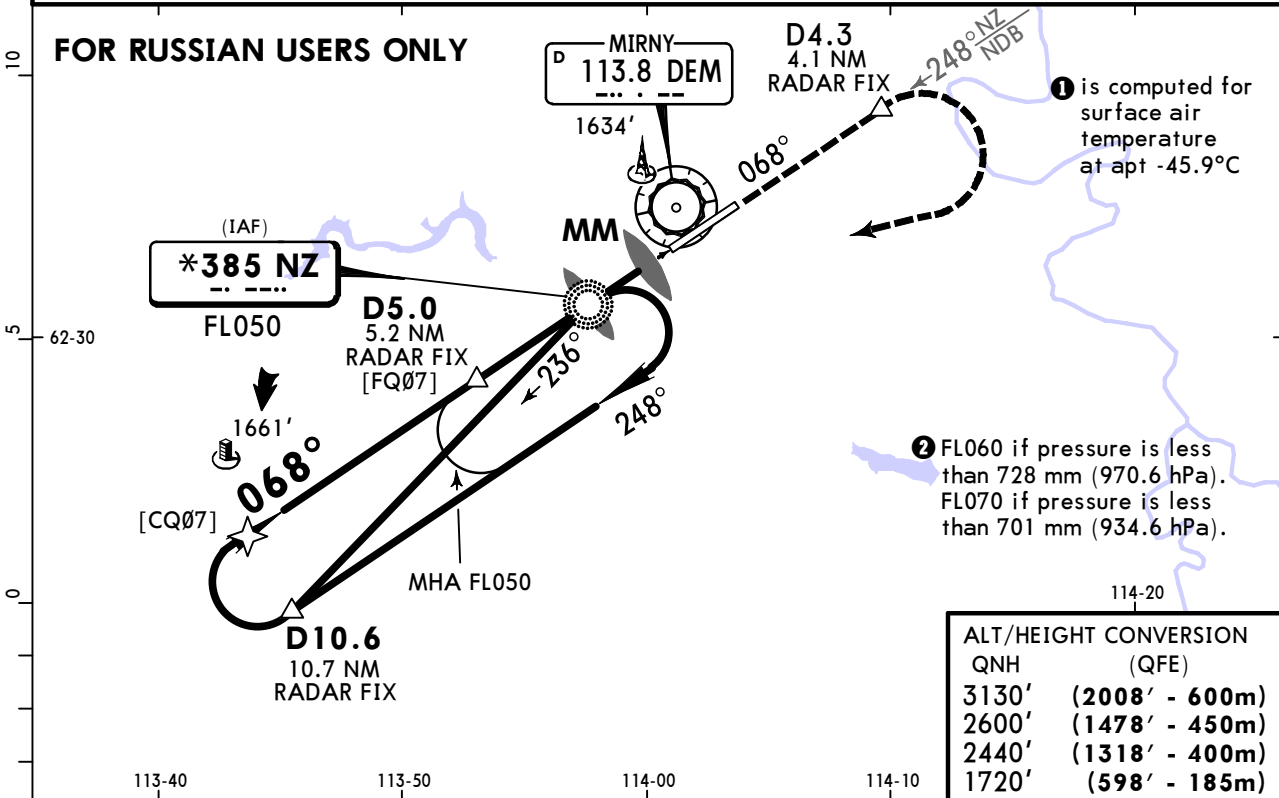 FOR RUSSIAN USERS ONLY
MIRNY
D 113.8 DEM
1634'
D4.3
4.1 NM
RADAR FIX
248° NZ
NDB
1 is computed for
surface air
temperature
at apt -45.9°C
068°
MM
(IAF)
*385 NZ
FL050
D5.0
5.2 NM
RADAR FIX
[FQØ7]
236°
248°
1661'
068°
[CQØ7]
MHA FL050
D10.6
10.7 NM
RADAR FIX
2 FL060 if pressure is less
than 728 mm (970.6 hPa).
FL070 if pressure is less
than 701 mm (934.6 hPa).
10
5
0
62-30
114-20
ALT/HEIGHT CONVERSION
QNH (QFE)
3130' (2008' - 600m)
2600' (1478' - 450m)
2440' (1318' - 400m)
1720' (598' - 185m)
113-40
113-50
114-00
114-10